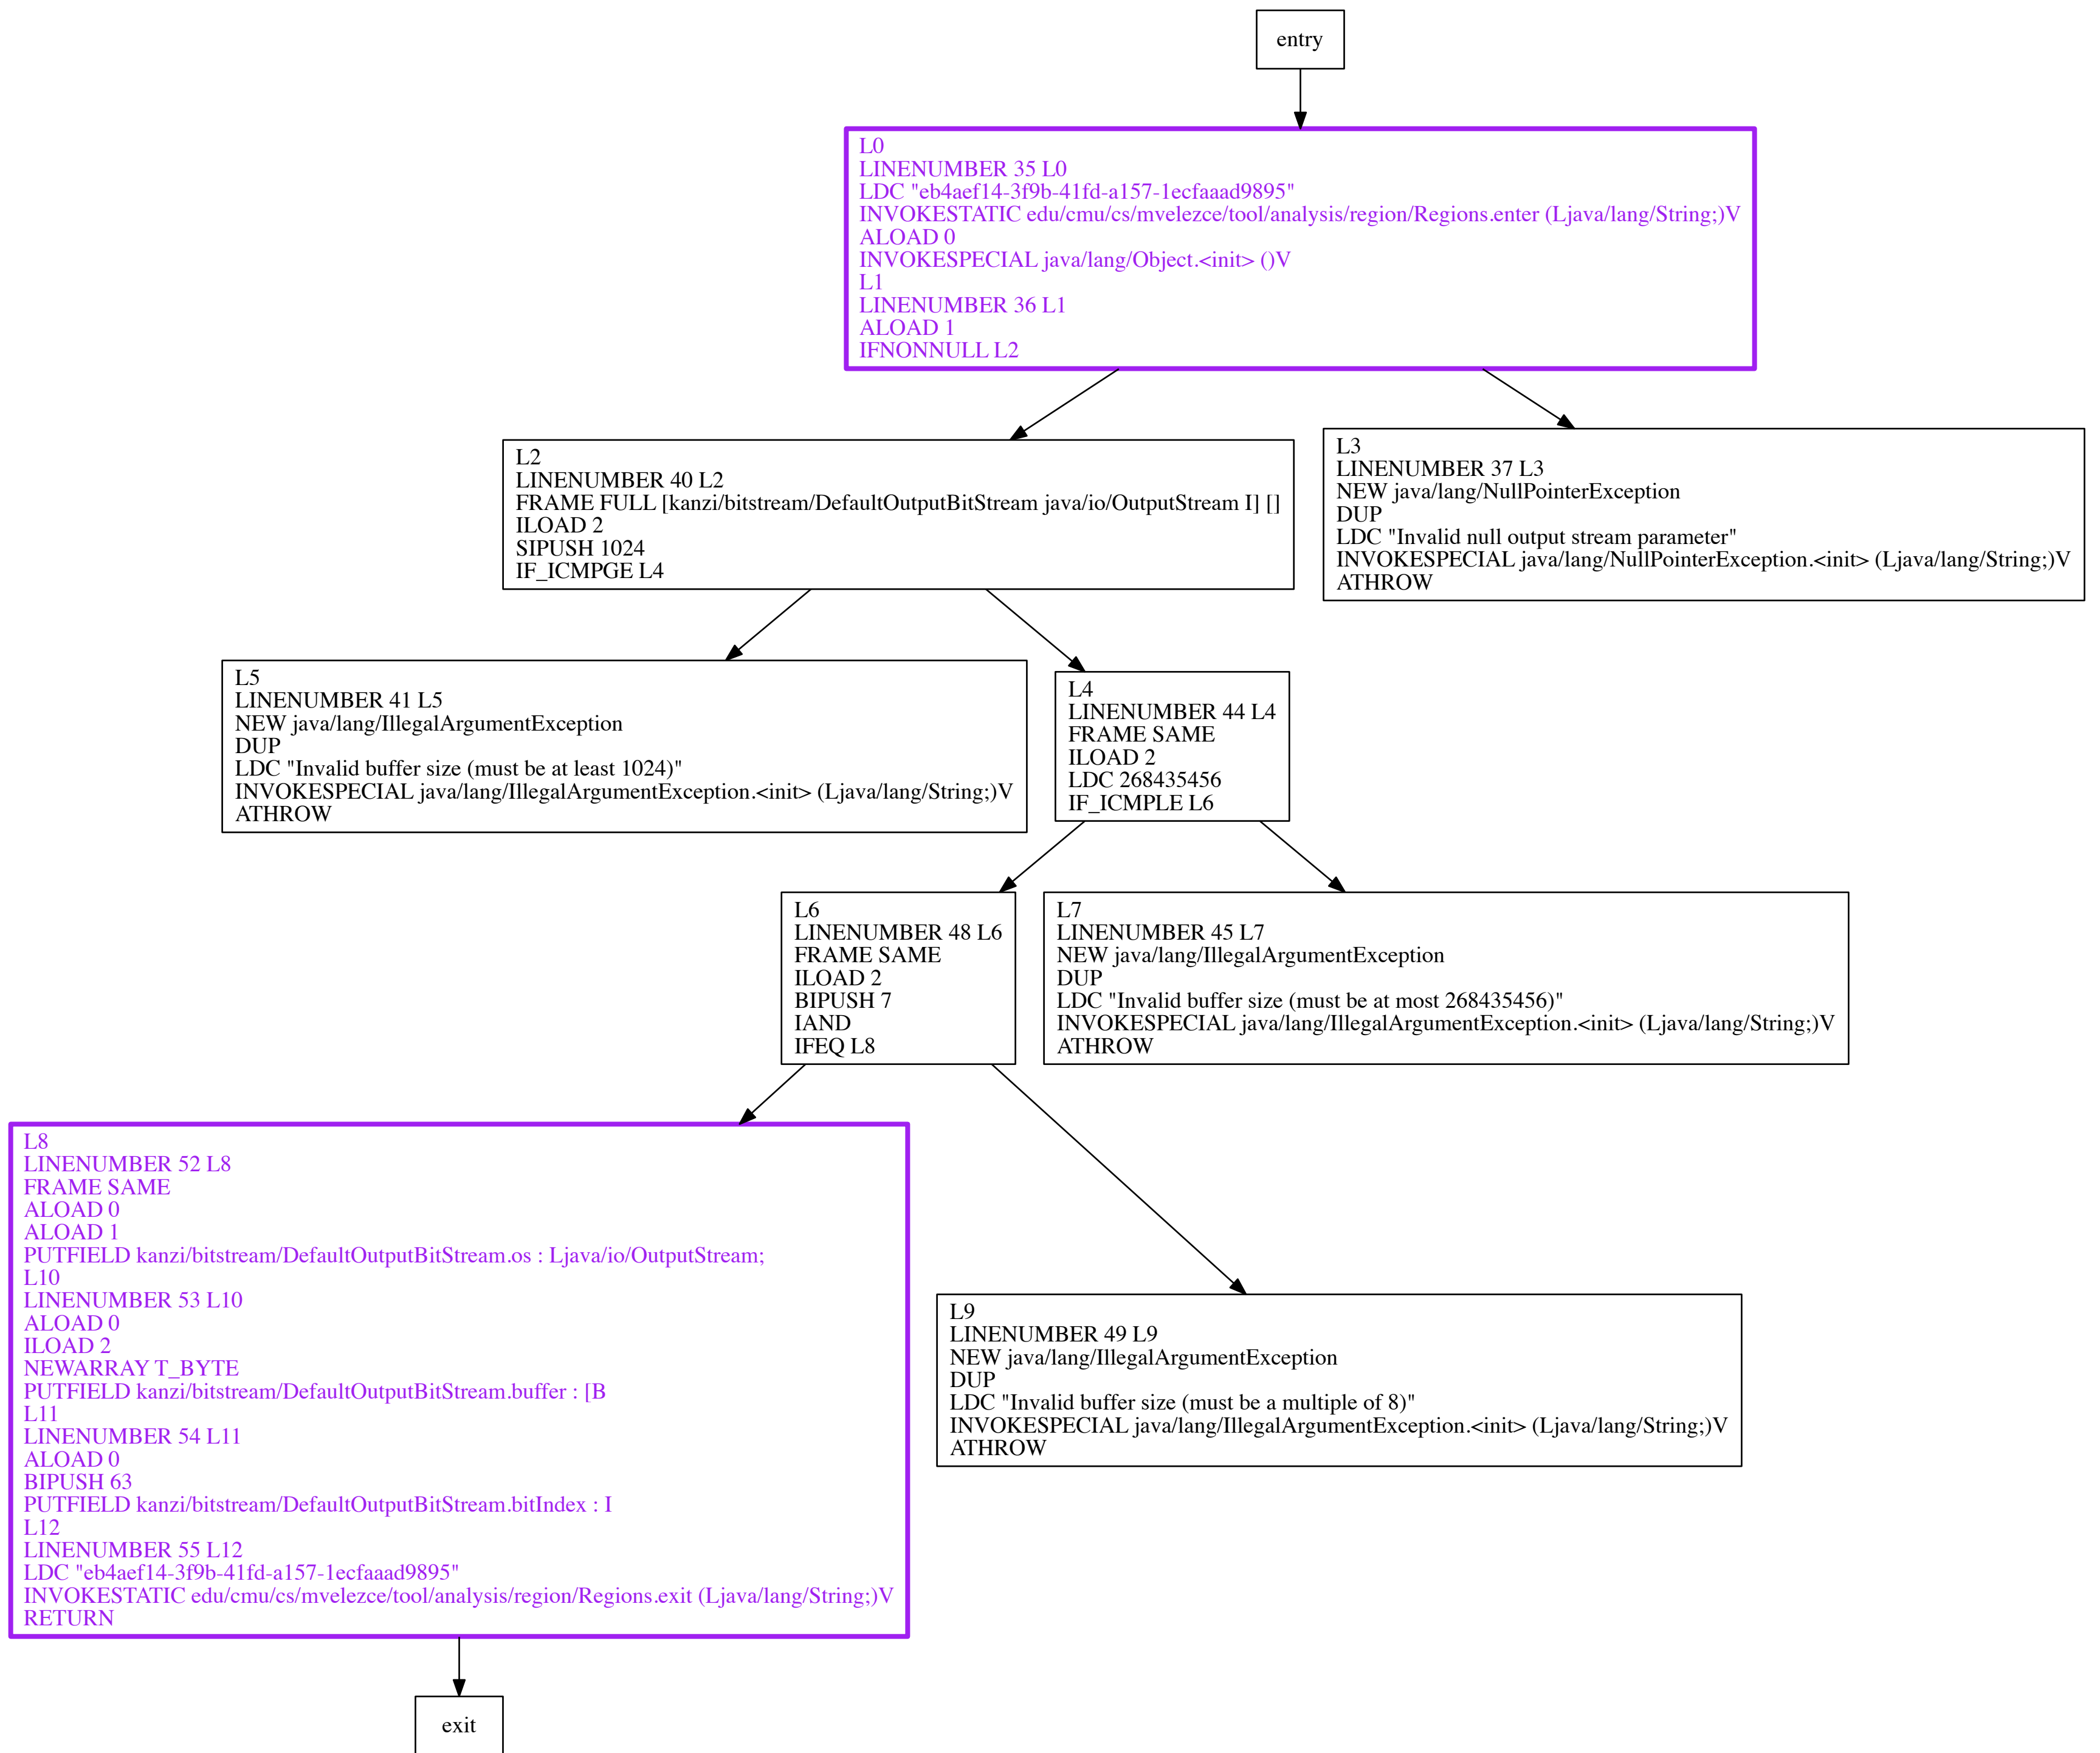 entry
L0
LINENUMBER 35 L0
LDC "eb4aef14-3f9b-41fd-a157-1ecfaaad9895"
INVOKESTATIC edu/cmu/cs/mvelezce/tool/analysis/region/Regions.enter (Ljava/lang/String;)V
ALOAD 0
INVOKESPECIAL java/lang/Object.<init> ()V
L1
LINENUMBER 36 L1
ALOAD 1
IFNONNULL L2
L2
LINENUMBER 40 L2
FRAME FULL [kanzi/bitstream/DefaultOutputBitStream java/io/OutputStream I] []
ILOAD 2
SIPUSH 1024
IF_ICMPGE L4
L3
LINENUMBER 37 L3
NEW java/lang/NullPointerException
DUP
LDC "Invalid null output stream parameter"
INVOKESPECIAL java/lang/NullPointerException.<init> (Ljava/lang/String;)V
ATHROW
L5
LINENUMBER 41 L5
NEW java/lang/IllegalArgumentException
DUP
LDC "Invalid buffer size (must be at least 1024)"
INVOKESPECIAL java/lang/IllegalArgumentException.<init> (Ljava/lang/String;)V
ATHROW
L4
LINENUMBER 44 L4
FRAME SAME
ILOAD 2
LDC 268435456
IF_ICMPLE L6
L6
LINENUMBER 48 L6
FRAME SAME
ILOAD 2
BIPUSH 7
IAND
IFEQ L8
L7
LINENUMBER 45 L7
NEW java/lang/IllegalArgumentException
DUP
LDC "Invalid buffer size (must be at most 268435456)"
INVOKESPECIAL java/lang/IllegalArgumentException.<init> (Ljava/lang/String;)V
ATHROW
L8
LINENUMBER 52 L8
FRAME SAME
ALOAD 0
ALOAD 1
PUTFIELD kanzi/bitstream/DefaultOutputBitStream.os : Ljava/io/OutputStream;
L10
LINENUMBER 53 L10
ALOAD 0
ILOAD 2
NEWARRAY T_BYTE
PUTFIELD kanzi/bitstream/DefaultOutputBitStream.buffer : [B
L11
LINENUMBER 54 L11
ALOAD 0
BIPUSH 63
PUTFIELD kanzi/bitstream/DefaultOutputBitStream.bitIndex : I
L12
LINENUMBER 55 L12
LDC "eb4aef14-3f9b-41fd-a157-1ecfaaad9895"
INVOKESTATIC edu/cmu/cs/mvelezce/tool/analysis/region/Regions.exit (Ljava/lang/String;)V
RETURN
L9
LINENUMBER 49 L9
NEW java/lang/IllegalArgumentException
DUP
LDC "Invalid buffer size (must be a multiple of 8)"
INVOKESPECIAL java/lang/IllegalArgumentException.<init> (Ljava/lang/String;)V
ATHROW
exit